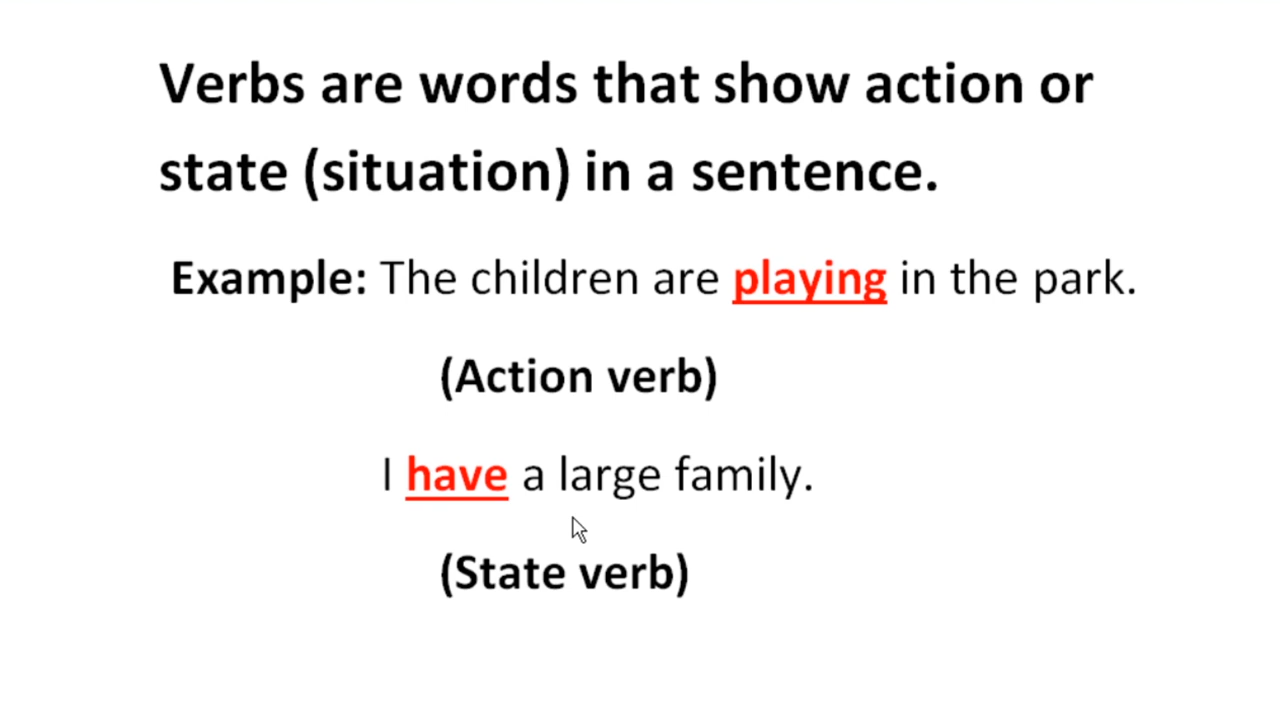 Verbs are words that show action or
state (situation) in a sentence.
Example: The children are playing in the park.
(Action verb)
I have a large family.
(State verb)